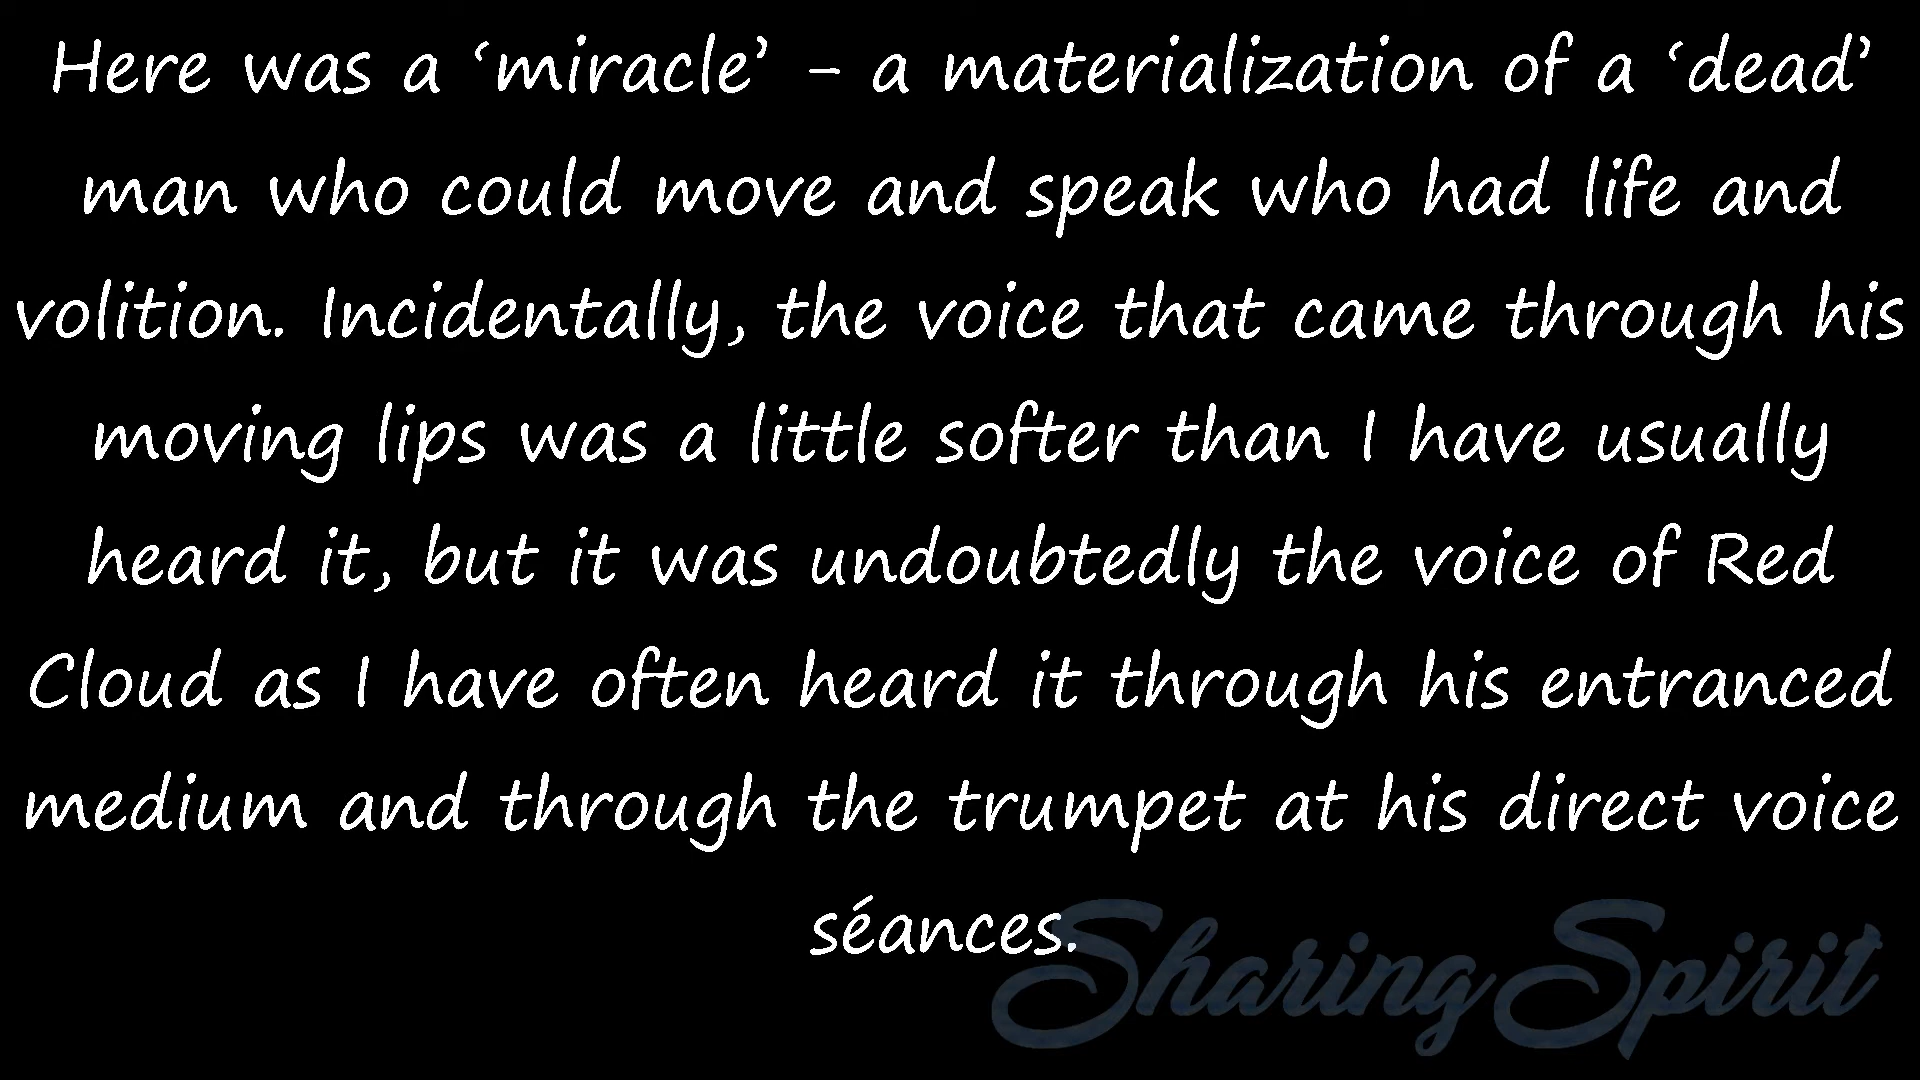 Here was a ‘miracle’ – a materialization of a ‘dead’
man who could move and speak who had life and
volition. Incidentally, the voice that came through his
moving lips was a little softer than I have usually
heard it, but it was undoubtedly the voice of Red
Cloud as I have often heard it through his entranced
medium and through the trumpet at his direct voice
séances.
Sharing Spirit